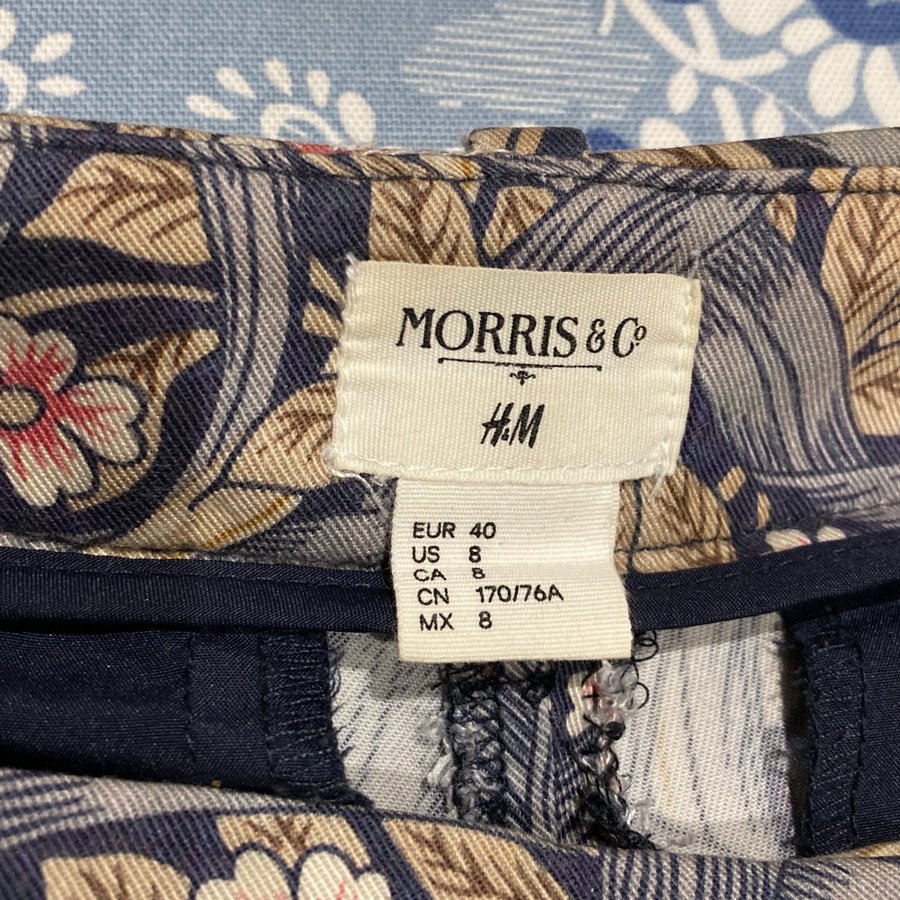 MORRIS & Co
H&M
EUR 40
US 8
CA 8
CN 170/76A
MX 8